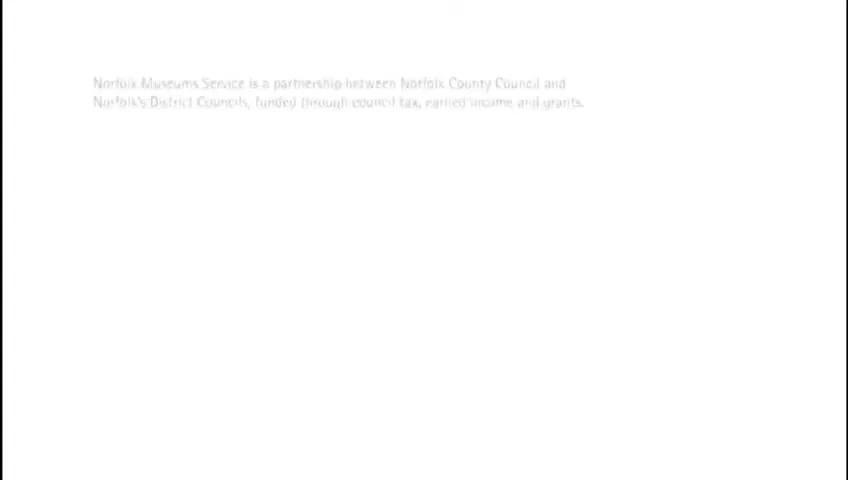 Norfolk Museums Service is a partnership between Norfolk County Council and
Norfolk's District Councils, funded through council tax, earned income and grants.